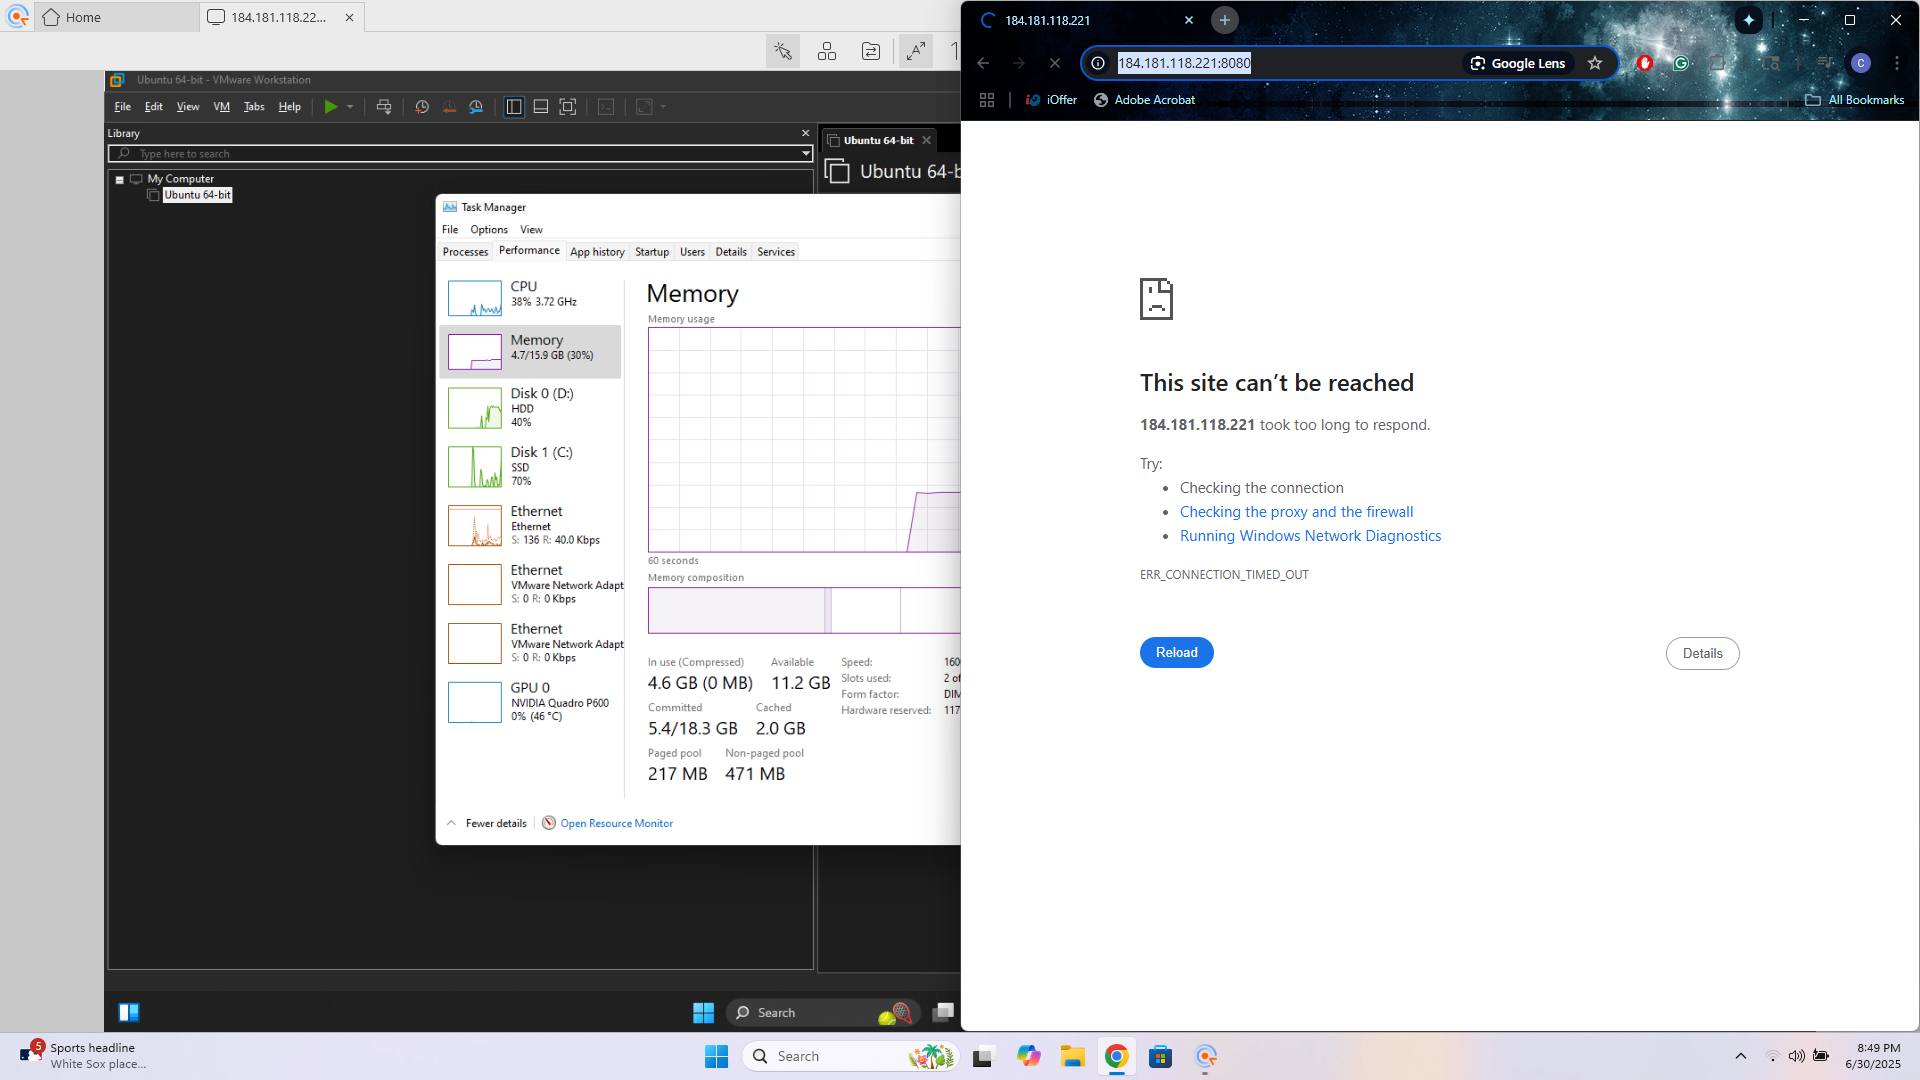 Home
184.181.118.22...
Ubuntu 64-bit - VMware Workstation
File Edit View VM Tabs Help
Library
Type here to search
My Computer
Ubuntu 64-bit
Ubuntu 64-bit
Ubuntu 64-b
Task Manager
File Options View
Processes Performance App history Startup Users Details Services
CPU
38% 3.72 GHz
Memory
4.7/15.9 GB (30%)
Disk 0 (D:)
HDD
40%
Disk 1 (C:)
SSD
70%
Ethernet
Ethernet
S: 136 R: 40.0 Kbps
Ethernet
VMware Network Adapt
S: 0 R: 0 Kbps
Ethernet
VMware Network Adapt
S: 0 R: 0 Kbps
GPU 0
NVIDIA Quadro P600
0% (46 °C)
Memory
Memory usage
60 seconds
Memory composition
In use (Compressed) Available
4.6 GB (0 MB) 11.2 GB
Committed Cached
5.4/18.3 GB 2.0 GB
Paged pool Non-paged pool
217 MB 471 MB
Speed: 160
Slots used: 2 of
Form factor: DIM
Hardware reserved: 117
Fewer details Open Resource Monitor
Search
184.181.118.221
184.181.118.221:8080
Google Lens
C
iOffer
Adobe Acrobat
All Bookmarks
This site can't be reached
184.181.118.221 took too long to respond.
Try:
• Checking the connection
• Checking the proxy and the firewall
• Running Windows Network Diagnostics
ERR_CONNECTION_TIMED_OUT
Reload
Details
5
Sports headline
White Sox place...
Search
8:49 PM
6/30/2025